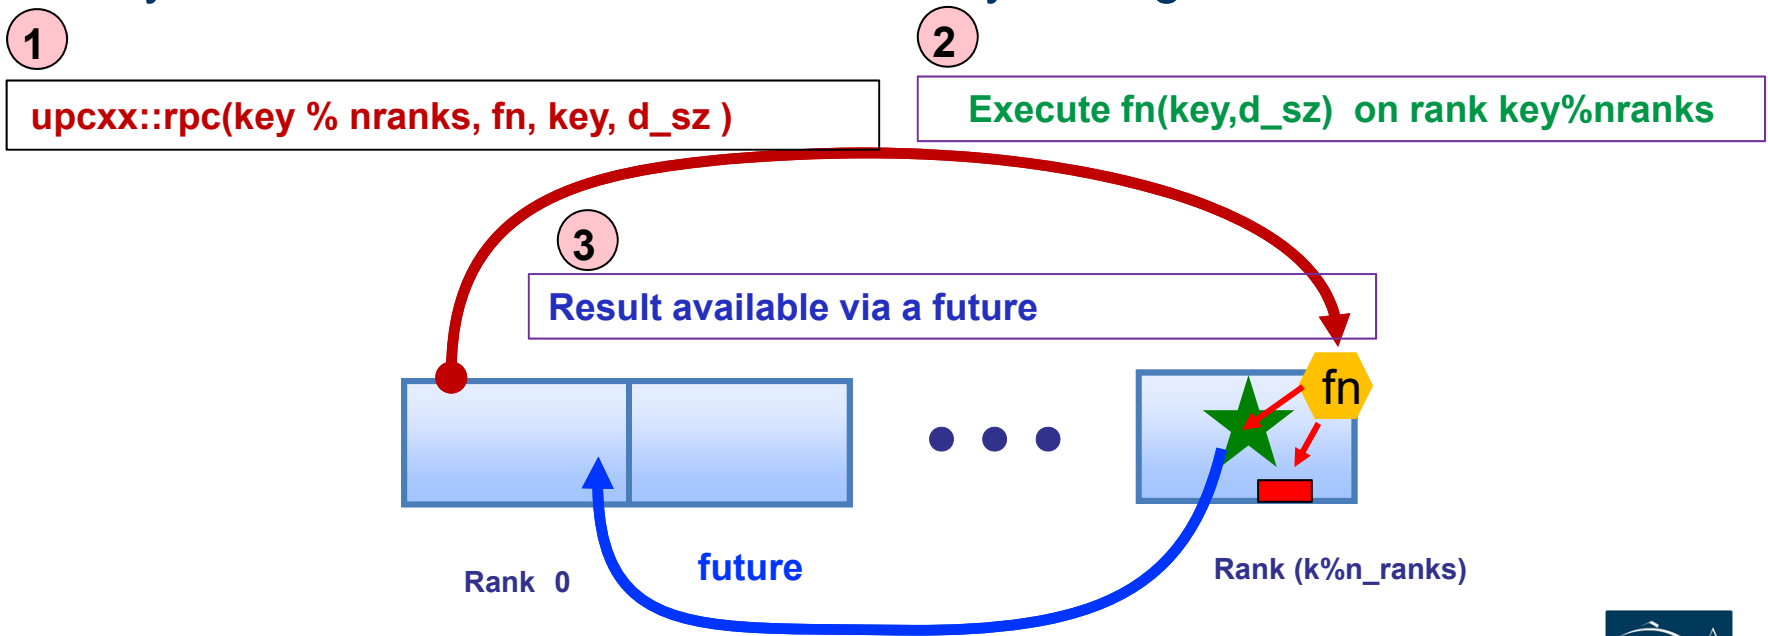 1
2
upcxx::rpc(key % nranks, fn, key, d_sz )
Execute fn(key,d_sz) on rank key%nranks
3
Result available via a future
fn
Rank 0
future
Rank (k%n_ranks)